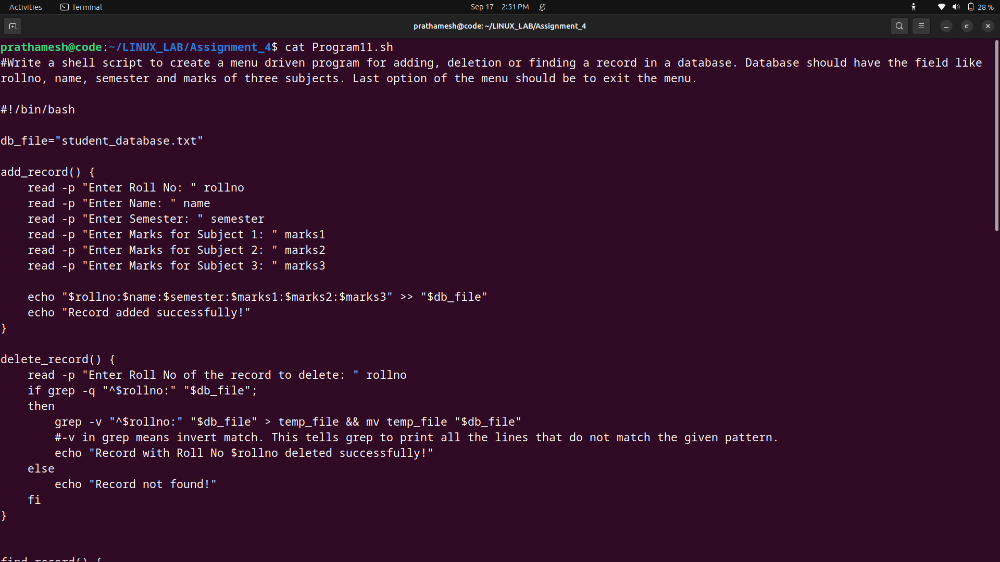 Activities
Terminal
Sep 17 2:51 PM
28 %
prathamesh@code: ~/LINUX_LAB/Assignment_4
prathamesh@code:~/LINUX_LAB/Assignment_4$ cat Program11.sh
#Write a shell script to create a menu driven program for adding, deletion or finding a record in a database. Database should have the field like
rollno, name, semester and marks of three subjects. Last option of the menu should be to exit the menu.
#!/bin/bash
db_file="student_database.txt"
add_record() {
    read -p "Enter Roll No: " rollno
    read -p "Enter Name: " name
    read -p "Enter Semester: " semester
    read -p "Enter Marks for Subject 1: " marks1
    read -p "Enter Marks for Subject 2: " marks2
    read -p "Enter Marks for Subject 3: " marks3
    echo "$rollno:$name:$semester:$marks1:$marks2:$marks3" >> "$db_file"
    echo "Record added successfully!"
}
delete_record() {
    read -p "Enter Roll No of the record to delete: " rollno
    if grep -q "^$rollno:" "$db_file";
    then
        grep -v "^$rollno:" "$db_file" > temp_file && mv temp_file "$db_file"
        #-v in grep means invert match. This tells grep to print all the lines that do not match the given pattern.
        echo "Record with Roll No $rollno deleted successfully!"
    else
        echo "Record not found!"
    fi
}
find_record() {